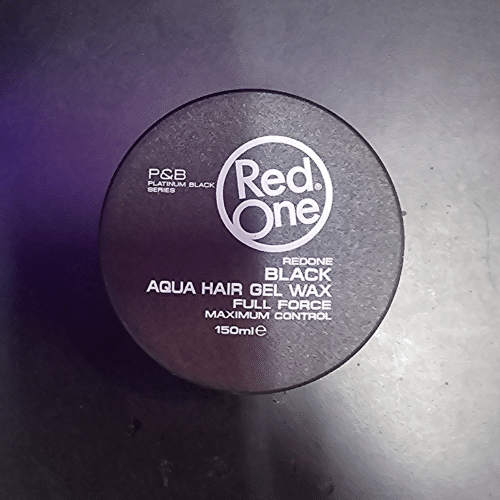 P&B
PLATINUM BLACK
SERIES
Red®
One
REDONE
BLACK
AQUA HAIR GEL WAX
FULL FORCE
MAXIMUM CONTROL
150ml℮